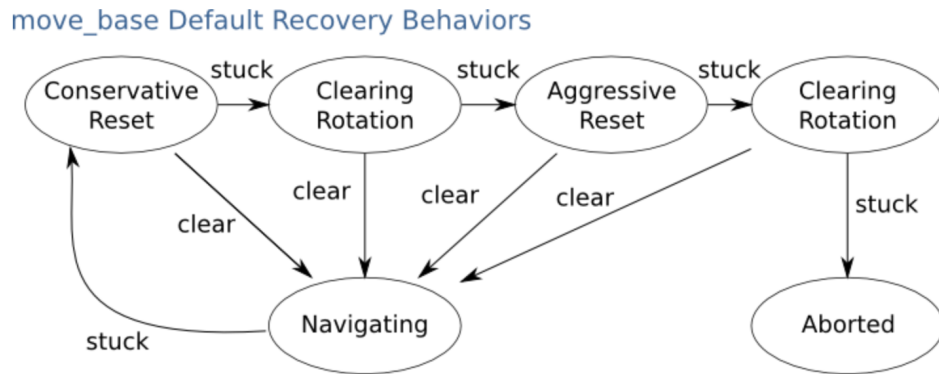 move_base Default Recovery Behaviors
stuck
stuck
stuck
Conservative
Reset
Clearing
Rotation
Aggressive
Reset
Clearing
Rotation
clear
clear
clear
clear
stuck
stuck
Navigating
Aborted